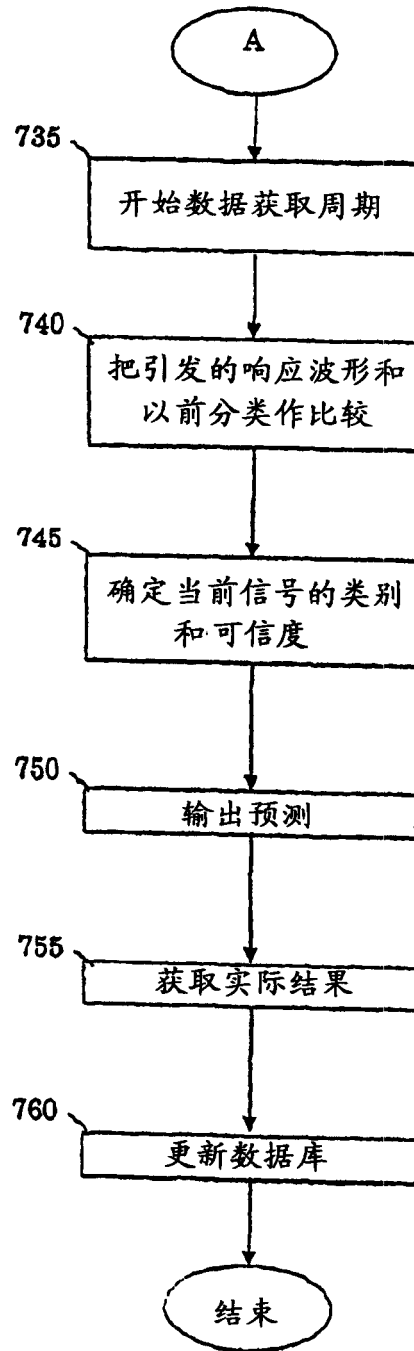 A
735
开始数据获取周期
740
把引发的响应波形和
以前分类作比较
745
确定当前信号的类别
和可信度
750
输出预测
755
获取实际结果
760
更新数据库
结束